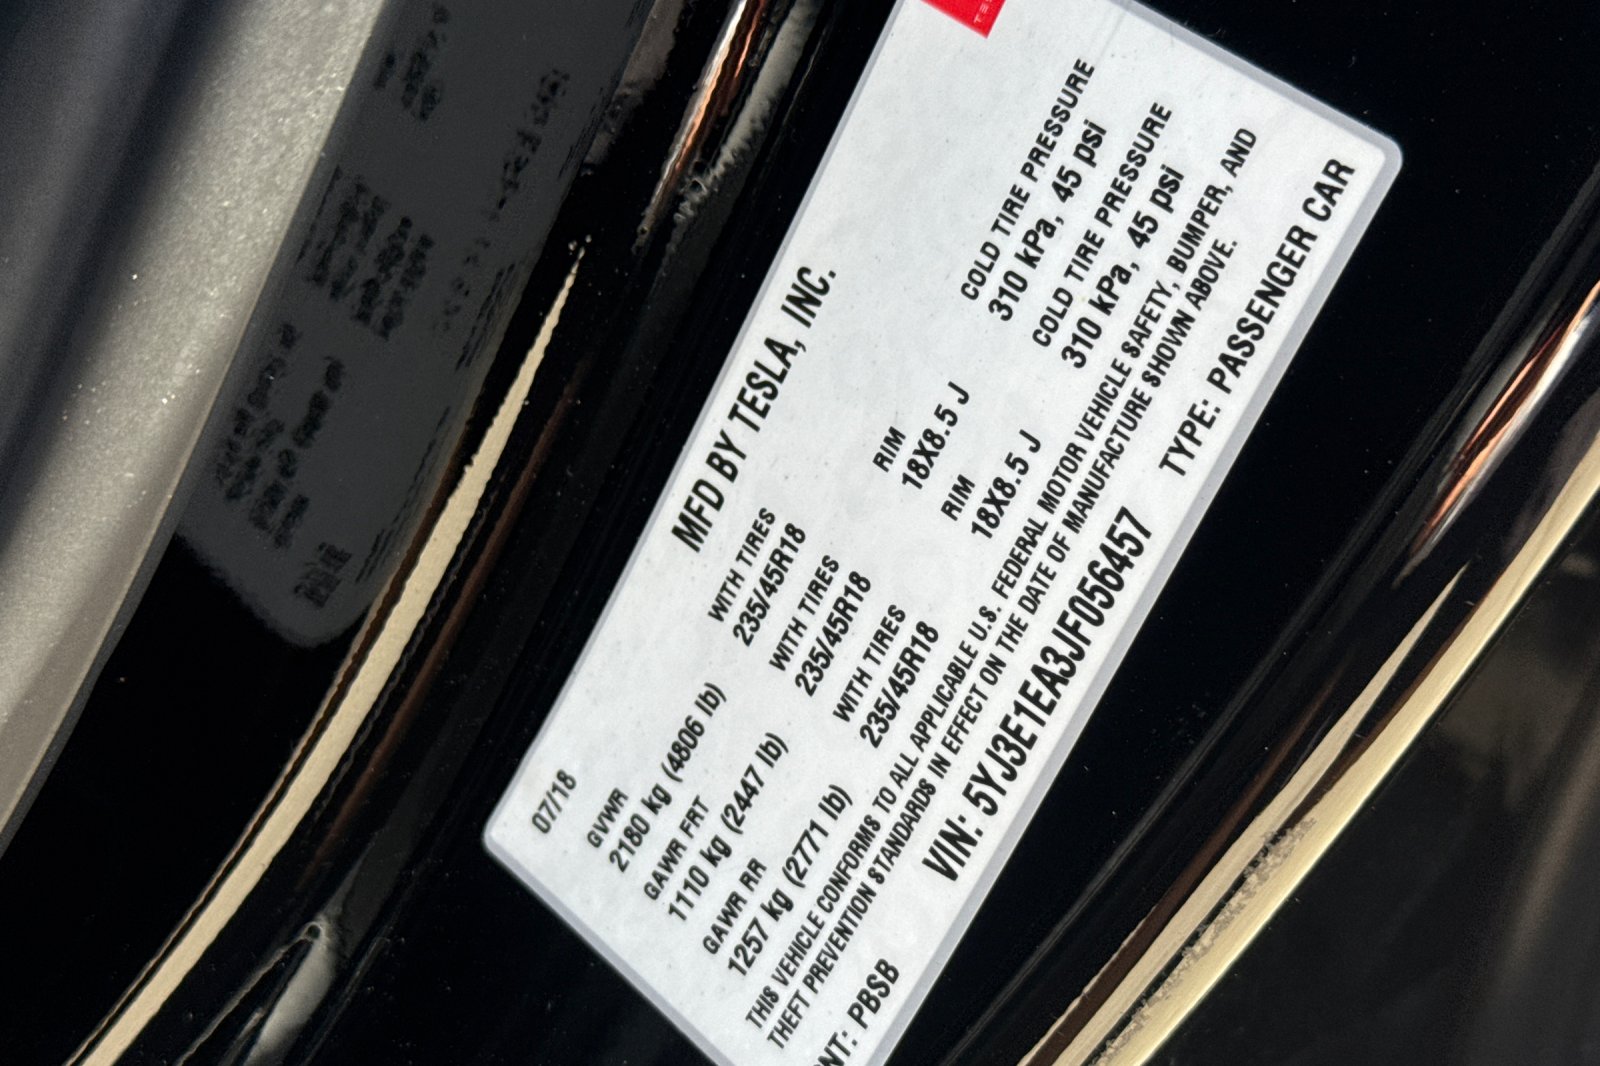 MFD BY TESLA, INC.
07/18
GVWR
2180 kg (4806 lb)
WITH TIRES
235/45R18
RIM
18X8.5 J
COLD TIRE PRESSURE
310 kPa, 45 psi
GAWR FRT
1110 kg (2447 lb)
WITH TIRES
235/45R18
RIM
18X8.5 J
COLD TIRE PRESSURE
310 kPa, 45 psi
GAWR RR
1257 kg (2771 lb)
WITH TIRES
235/45R18
THIS VEHICLE CONFORMS TO ALL APPLICABLE U.S. FEDERAL MOTOR VEHICLE SAFETY, BUMPER, AND
THEFT PREVENTION STANDARDS IN EFFECT ON THE DATE OF MANUFACTURE SHOWN ABOVE.
VIN: 5YJ3E1EA3JF056457
TYPE: PASSENGER CAR
NT: PBSB